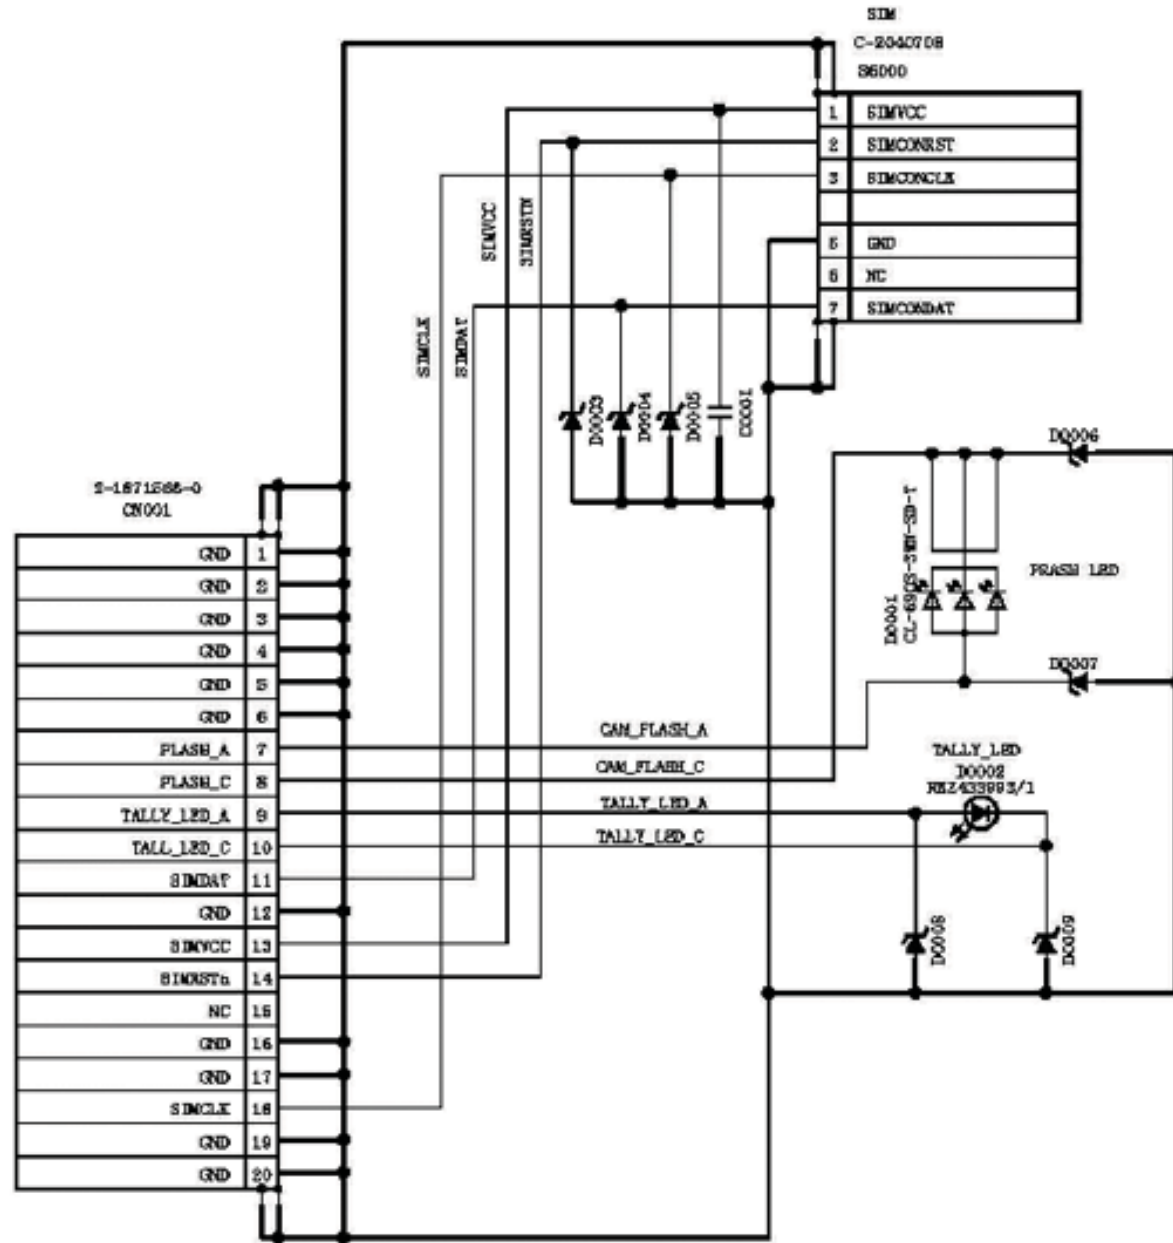 SIM
C-2040708
S6000
1 SIMVCC
2 SIMCONRST
3 SIMCONCLK
5 GND
6 NC
7 SIMCONDAT
SIMVCC
SIMRSTN
SIMCLK
SIMDAT
D0003
D0004
D0005
C0001
D0006
CN001
GND 1
GND 2
GND 3
GND 4
GND 5
GND 6
FLASH_A 7
FLASH_C 8
TALLY_LED_A 9
TALL_LED_C 10
SIMDAT 11
GND 12
SIMVCC 13
SIMRSTn 14
NC 15
GND 16
GND 17
SIMCLK 18
GND 19
GND 20
D0001
FRASH LED
D0007
CAM_FLASH_A
CAM_FLASH_C
TALLY_LED_A
TALLY_LED_C
TALLY_LED
D0002
D0008
D0009